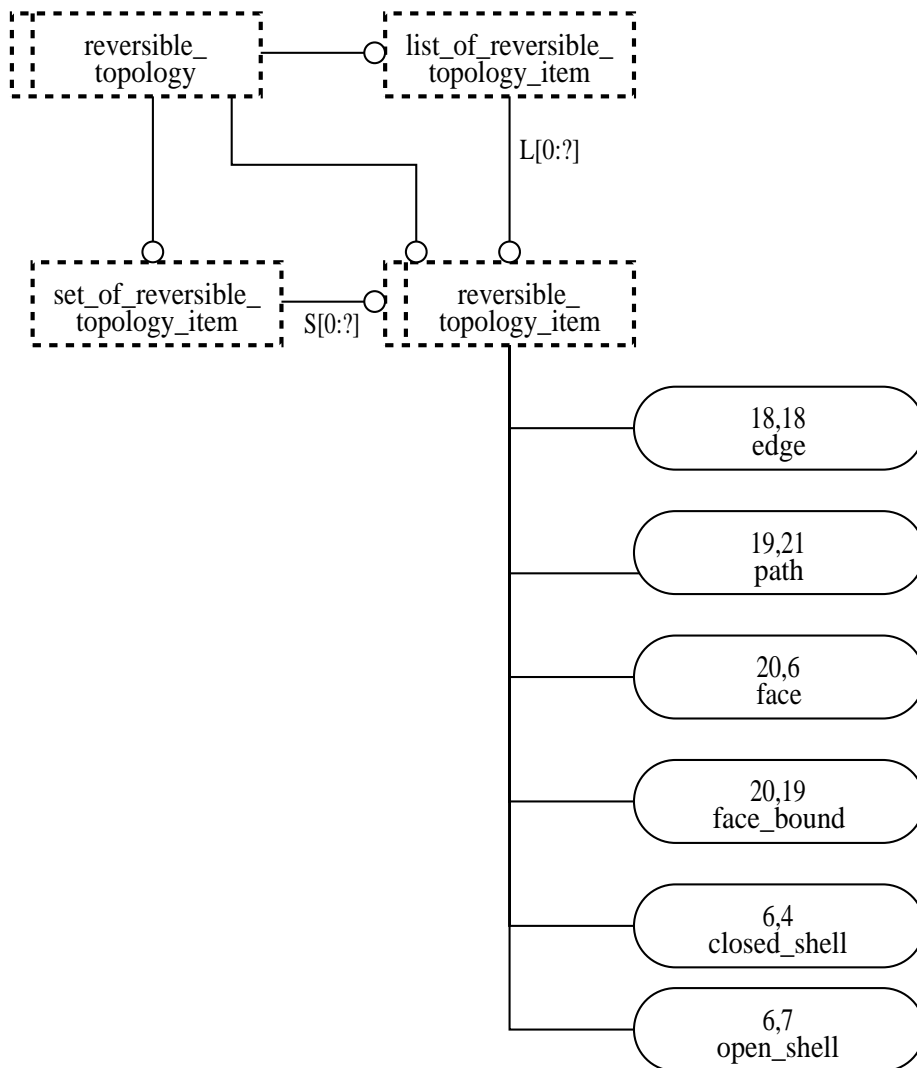 reversible_
topology
list_of_reversible_
topology_item
L[0:?]
set_of_reversible_
topology_item
S[0:?]
reversible_
topology_item
18,18
edge
19,21
path
20,6
face
20,19
face_bound
6,4
closed_shell
6,7
open_shell